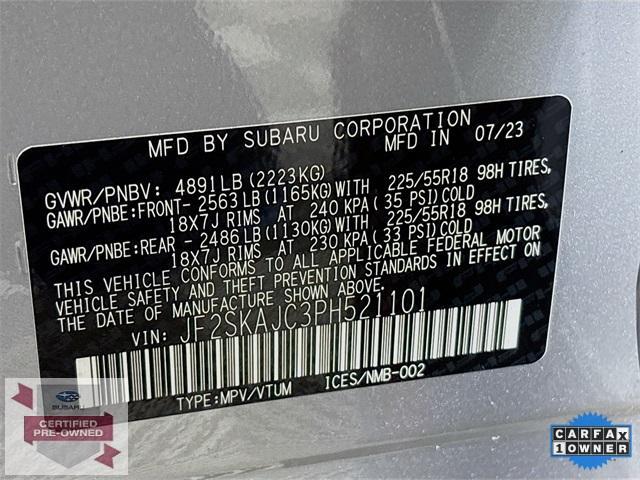 MFD BY SUBARU CORPORATION
MFD IN 07/23
GVWR/PNBV: 4891LB (2223KG)
GAWR/PNBE:FRONT- 2563LB (1165KG)WITH 225/55R18 98H TIRES,
18X7J RIMS AT 240 KPA (35 PSI)COLD
GAWR/PNBE:REAR - 2486LB (1130KG)WITH 225/55R18 98H TIRES,
18X7J RIMS AT 230 KPA (33 PSI)COLD
THIS VEHICLE CONFORMS TO ALL APPLICABLE FEDERAL MOTOR
VEHICLE SAFETY AND THEFT PREVENTION STANDARDS IN EFFECT ON
THE DATE OF MANUFACTURE SHOWN ABOVE.
VIN: JF2SKAJC3PH521101
TYPE:MPV/VTUM ICES/NMB-002
SUBARU
CERTIFIED
PRE-OWNED
CARFAX
1 OWNER